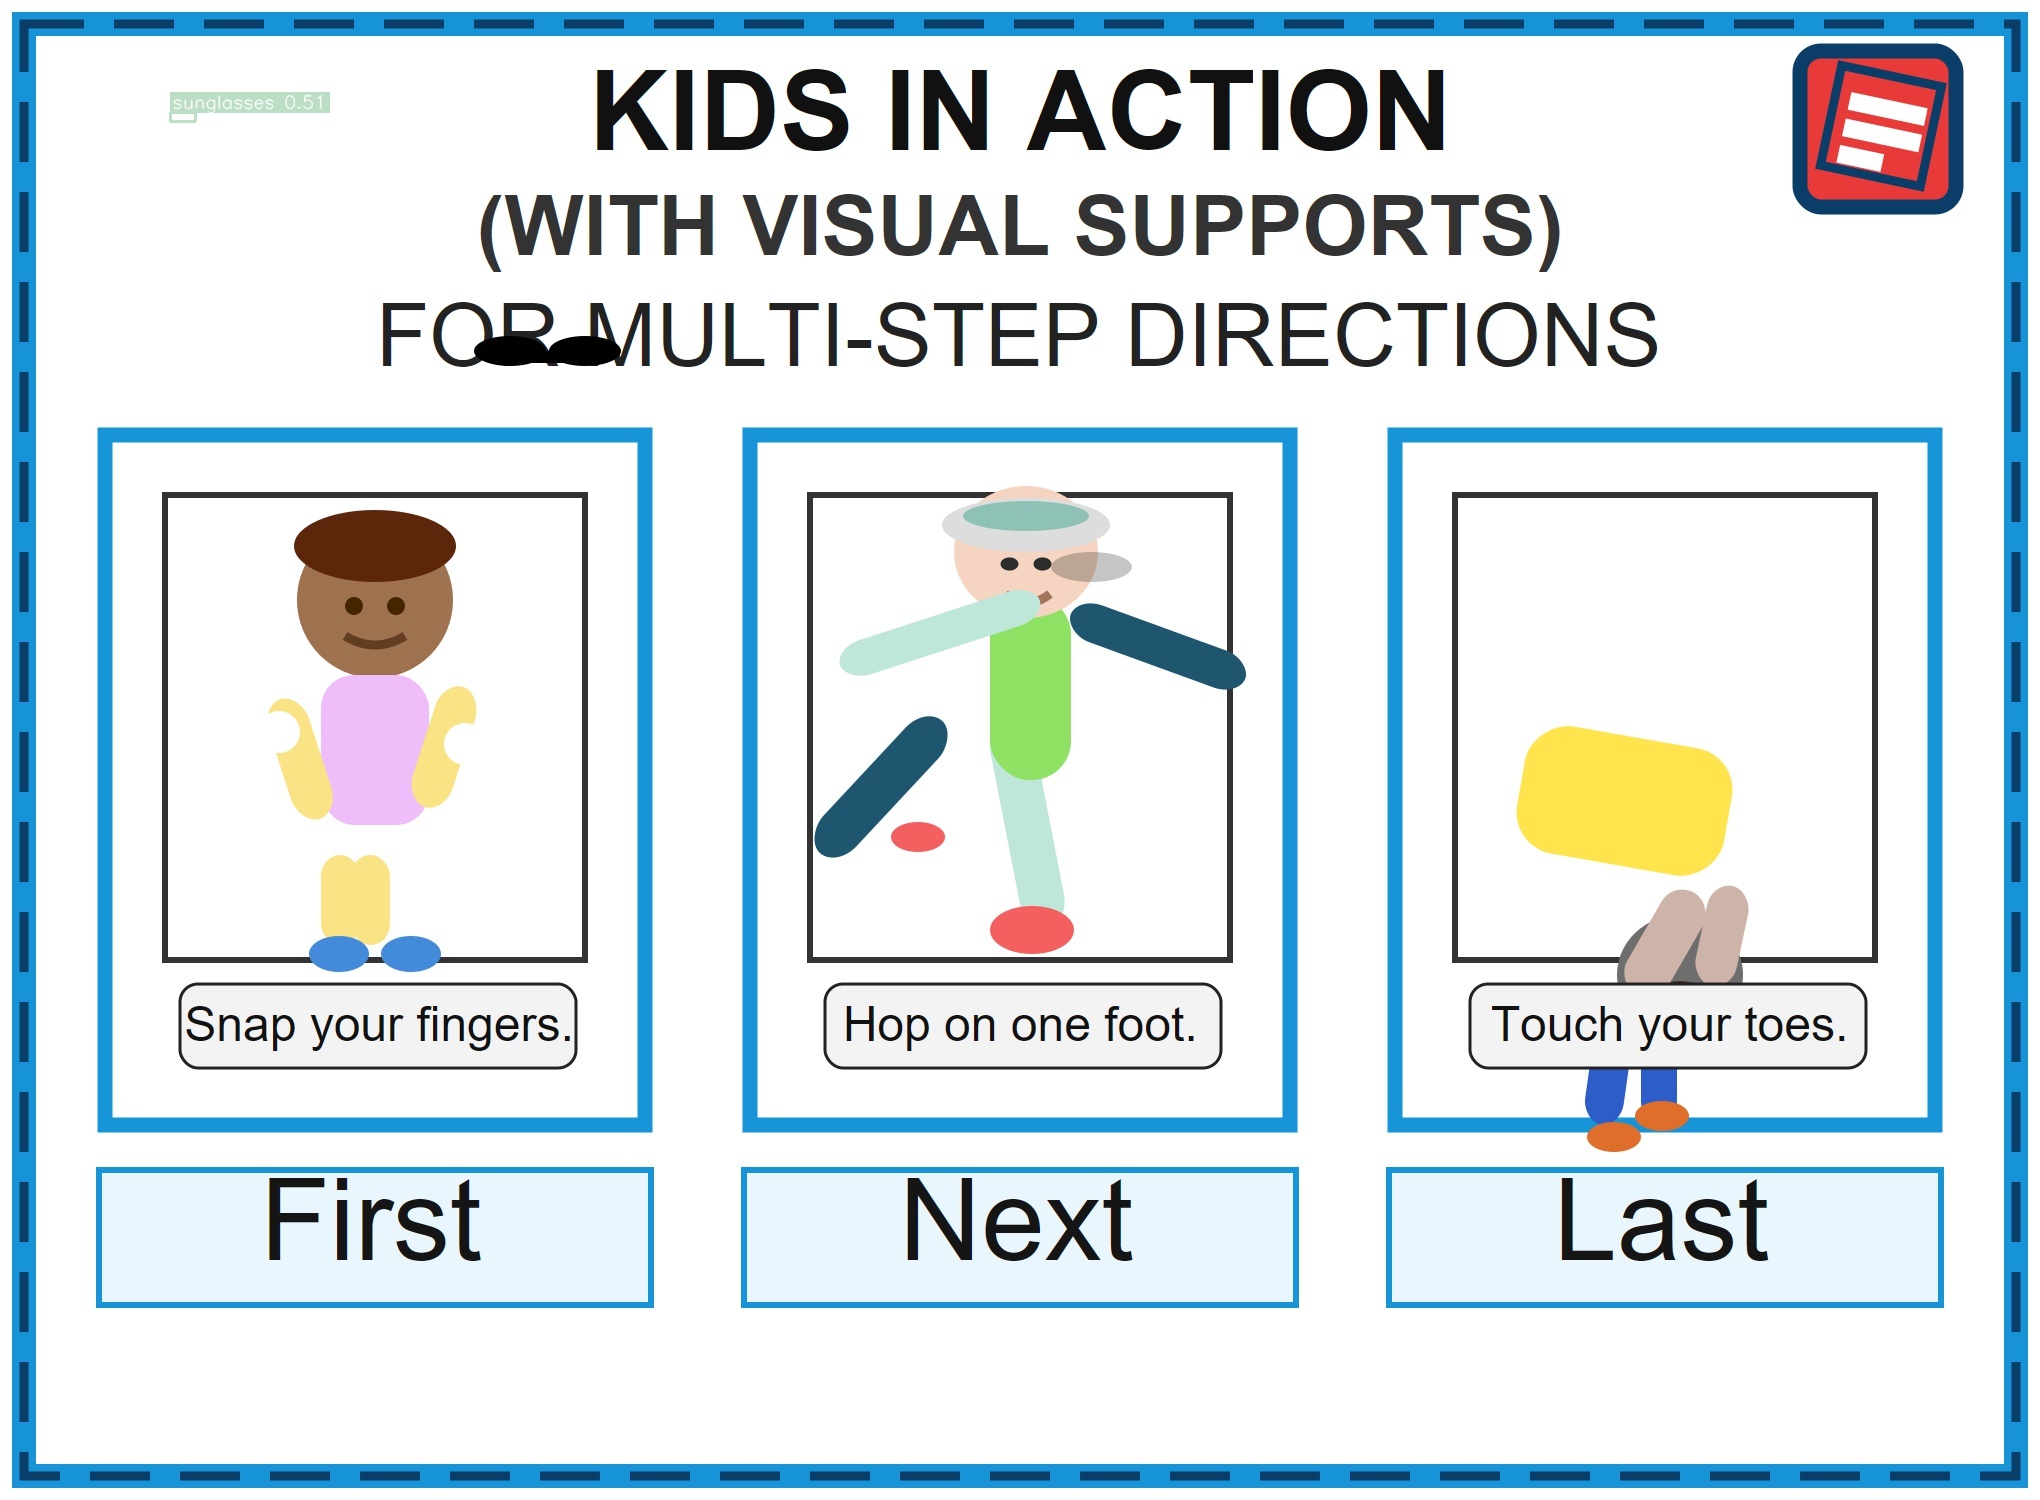 sunglasses 0.51
KIDS IN ACTION
(WITH VISUAL SUPPORTS)
FOR MULTI-STEP DIRECTIONS
Snap your fingers.
Hop on one foot.
Touch your toes.
First
Next
Last